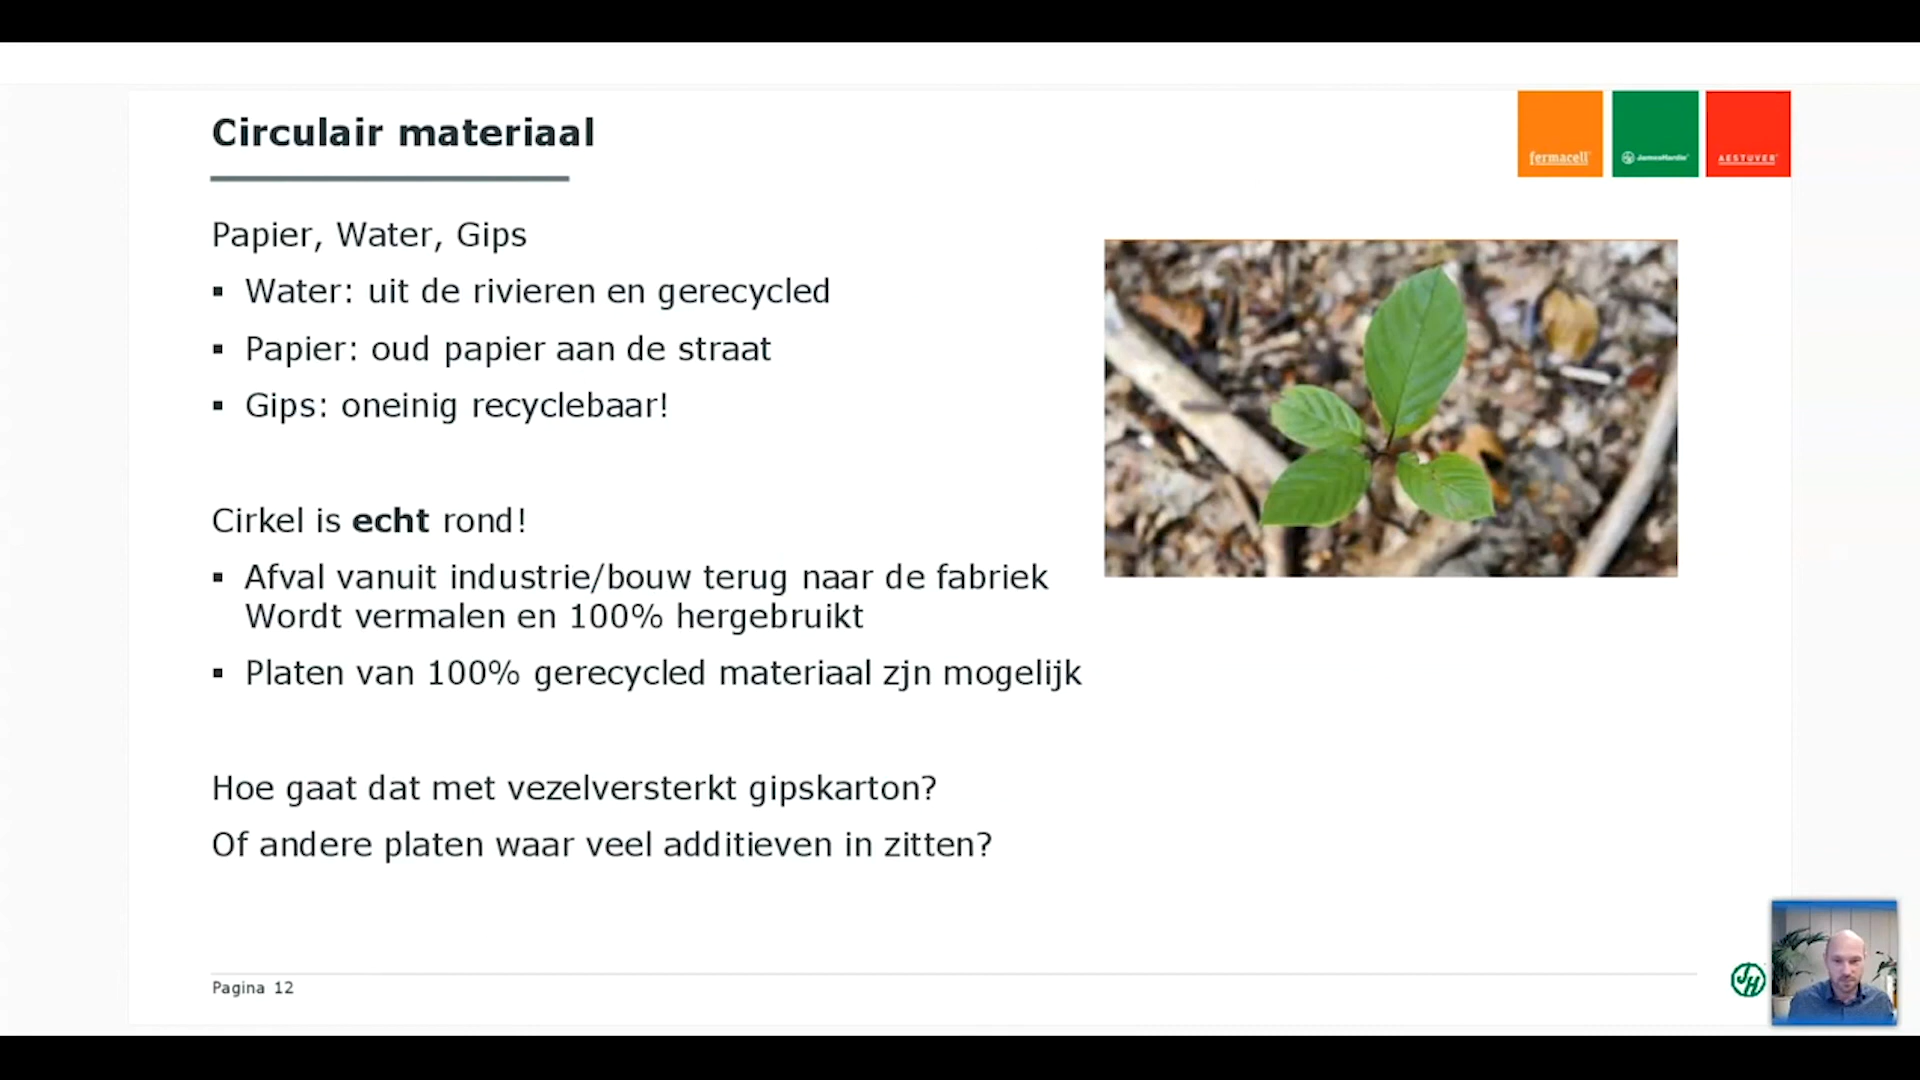 Circulair materiaal
fermacell
JamesHardie
AESTUVER
Papier, Water, Gips
▪ Water: uit de rivieren en gerecycled
▪ Papier: oud papier aan de straat
▪ Gips: oneinig recyclebaar!
Cirkel is echt rond!
▪ Afval vanuit industrie/bouw terug naar de fabriek
Wordt vermalen en 100% hergebruikt
▪ Platen van 100% gerecycled materiaal zjn mogelijk
Hoe gaat dat met vezelversterkt gipskarton?
Of andere platen waar veel additieven in zitten?
Pagina 12
JH